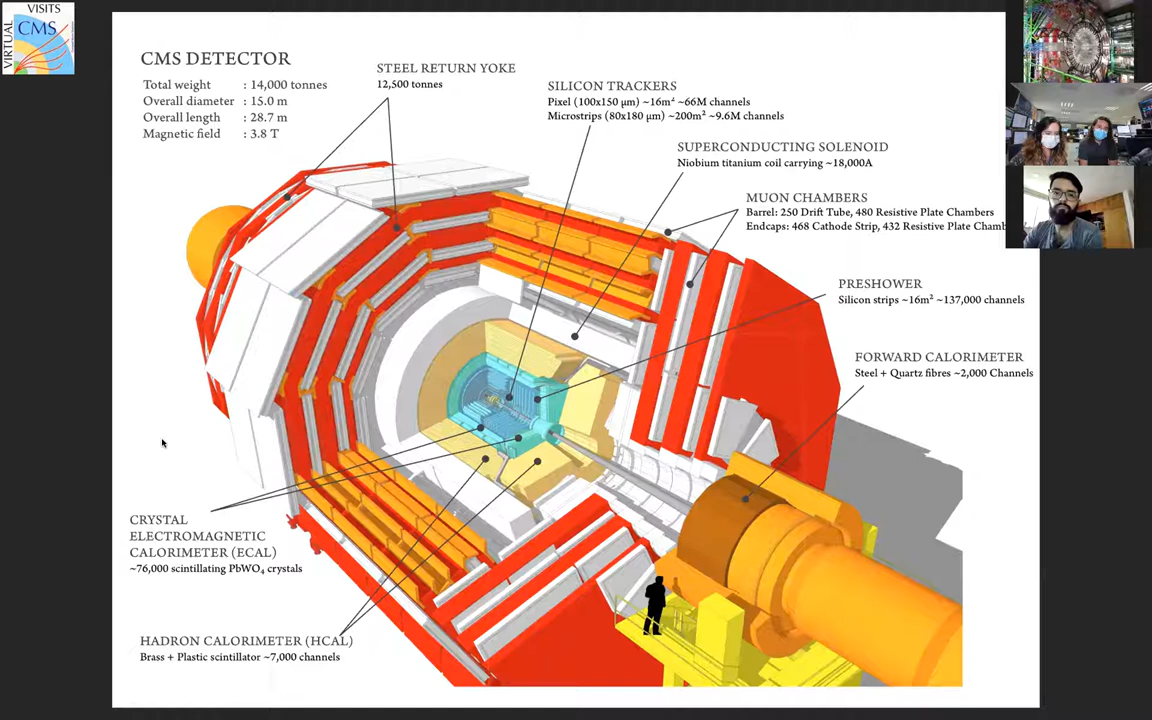 VISITS
VIRTUAL
CMS
CMS DETECTOR
Total weight : 14,000 tonnes
Overall diameter : 15.0 m
Overall length : 28.7 m
Magnetic field : 3.8 T
STEEL RETURN YOKE
12,500 tonnes
SILICON TRACKERS
Pixel (100x150 μm) ~16m² ~66M channels
Microstrips (80x180 μm) ~200m² ~9.6M channels
SUPERCONDUCTING SOLENOID
Niobium titanium coil carrying ~18,000A
MUON CHAMBERS
Barrel: 250 Drift Tube, 480 Resistive Plate Chambers
Endcaps: 468 Cathode Strip, 432 Resistive Plate Chamb
PRESHOWER
Silicon strips ~16m² ~137,000 channels
FORWARD CALORIMETER
Steel + Quartz fibres ~2,000 Channels
CRYSTAL
ELECTROMAGNETIC
CALORIMETER (ECAL)
~76,000 scintillating PbWO₄ crystals
HADRON CALORIMETER (HCAL)
Brass + Plastic scintillator ~7,000 channels